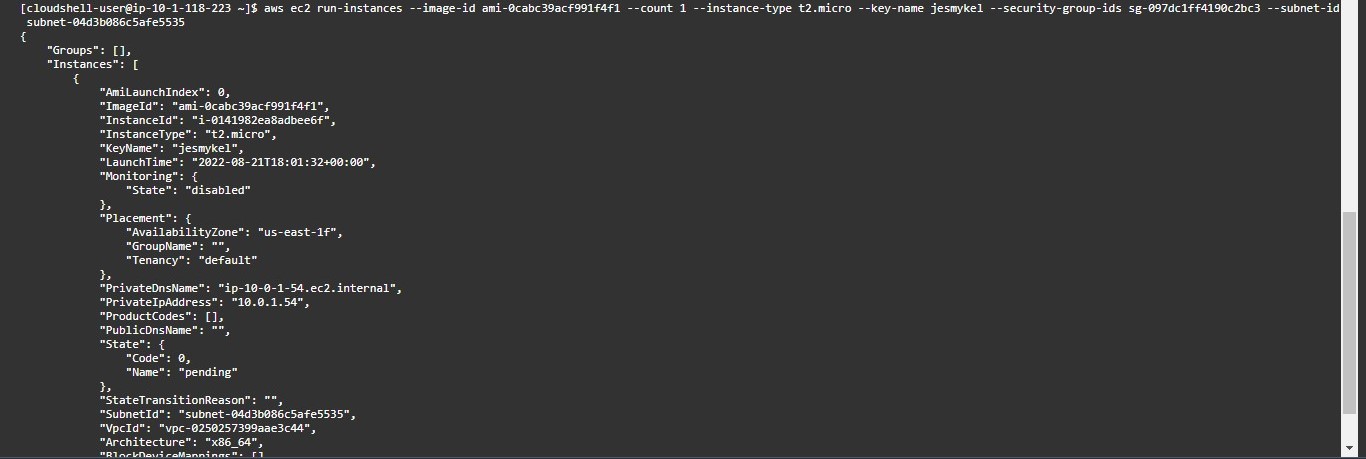 [cloudshell-user@ip-10-1-118-223 ~]$ aws ec2 run-instances --image-id ami-0cabc39acf991f4f1 --count 1 --instance-type t2.micro --key-name jesmykel --security-group-ids sg-097dc1ff4190c2bc3 --subnet-id
subnet-04d3b086c5afe5535
{
"Groups": [],
"Instances": [
{
"AmiLaunchIndex": 0,
"ImageId": "ami-0cabc39acf991f4f1",
"InstanceId": "i-0141982ea8adbee6f",
"InstanceType": "t2.micro",
"KeyName": "jesmykel",
"LaunchTime": "2022-08-21T18:01:32+00:00",
"Monitoring": {
"State": "disabled"
},
"Placement": {
"AvailabilityZone": "us-east-1f",
"GroupName": "",
"Tenancy": "default"
},
"PrivateDnsName": "ip-10-0-1-54.ec2.internal",
"PrivateIpAddress": "10.0.1.54",
"ProductCodes": [],
"PublicDnsName": "",
"State": {
"Code": 0,
"Name": "pending"
},
"StateTransitionReason": "",
"SubnetId": "subnet-04d3b086c5afe5535",
"VpcId": "vpc-0250257399aae3c44",
"Architecture": "x86_64",
"BlockDeviceMappings": [],